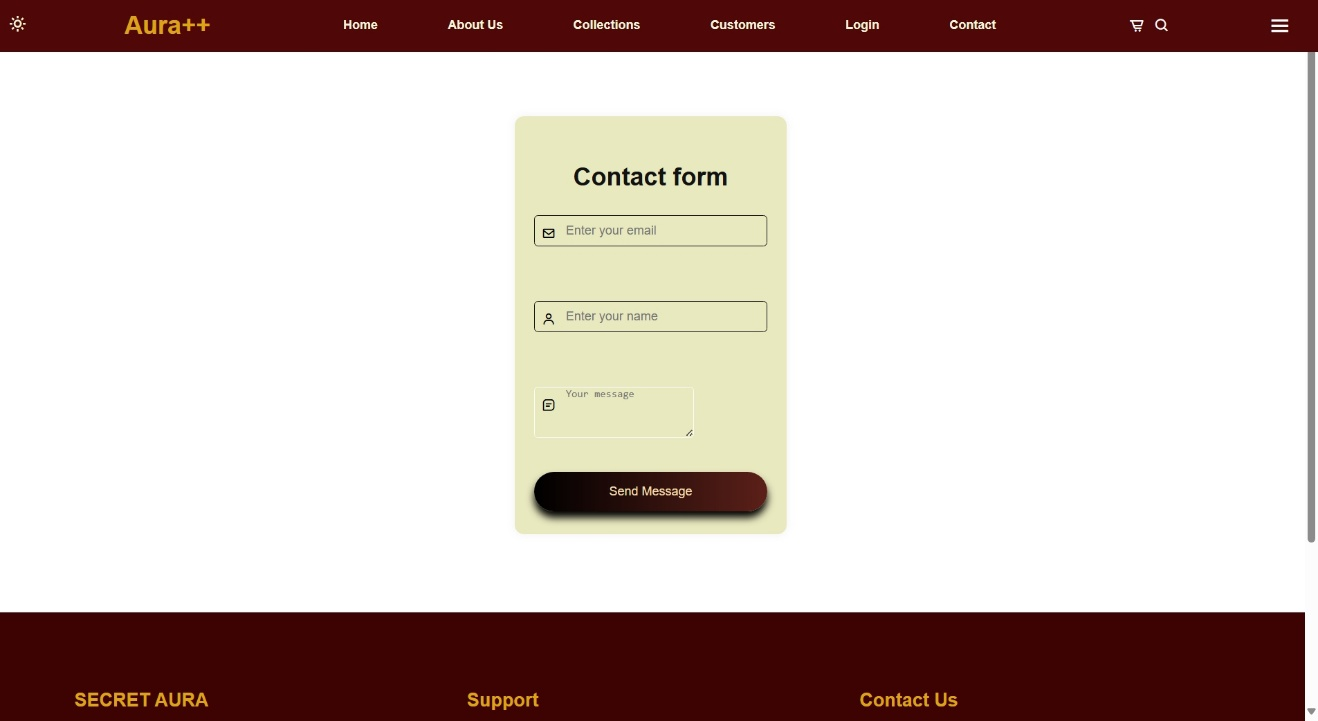 Aura++
Home
About Us
Collections
Customers
Login
Contact
Contact form
Enter your email
Enter your name
Your message
Send Message
SECRET AURA
Support
Contact Us